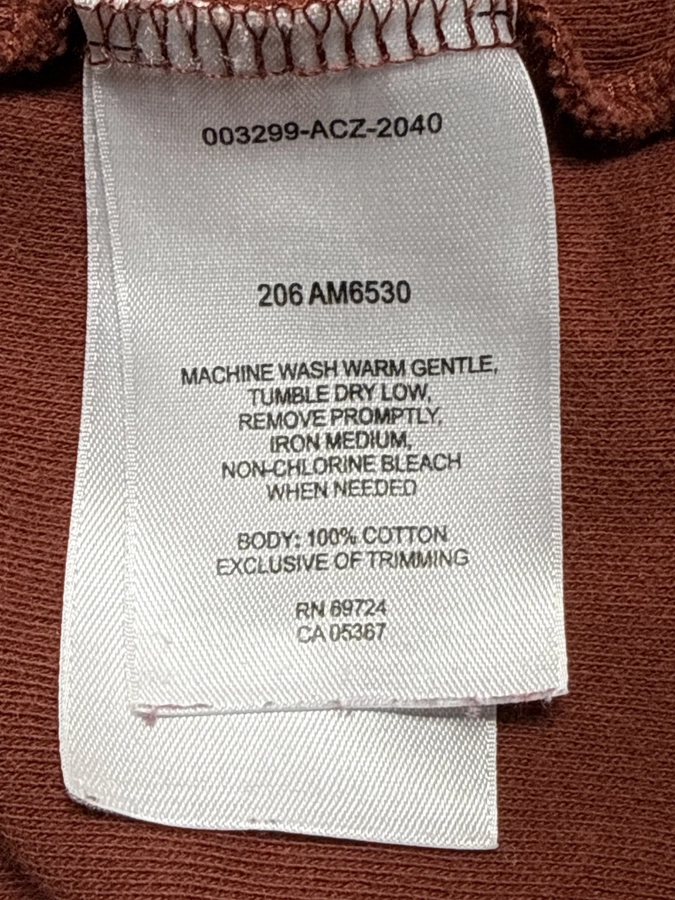 003299-ACZ-2040
206 AM6530
MACHINE WASH WARM GENTLE,
TUMBLE DRY LOW,
REMOVE PROMPTLY,
IRON MEDIUM,
NON-CHLORINE BLEACH
WHEN NEEDED
BODY: 100% COTTON
EXCLUSIVE OF TRIMMING
RN 69724
CA 05367